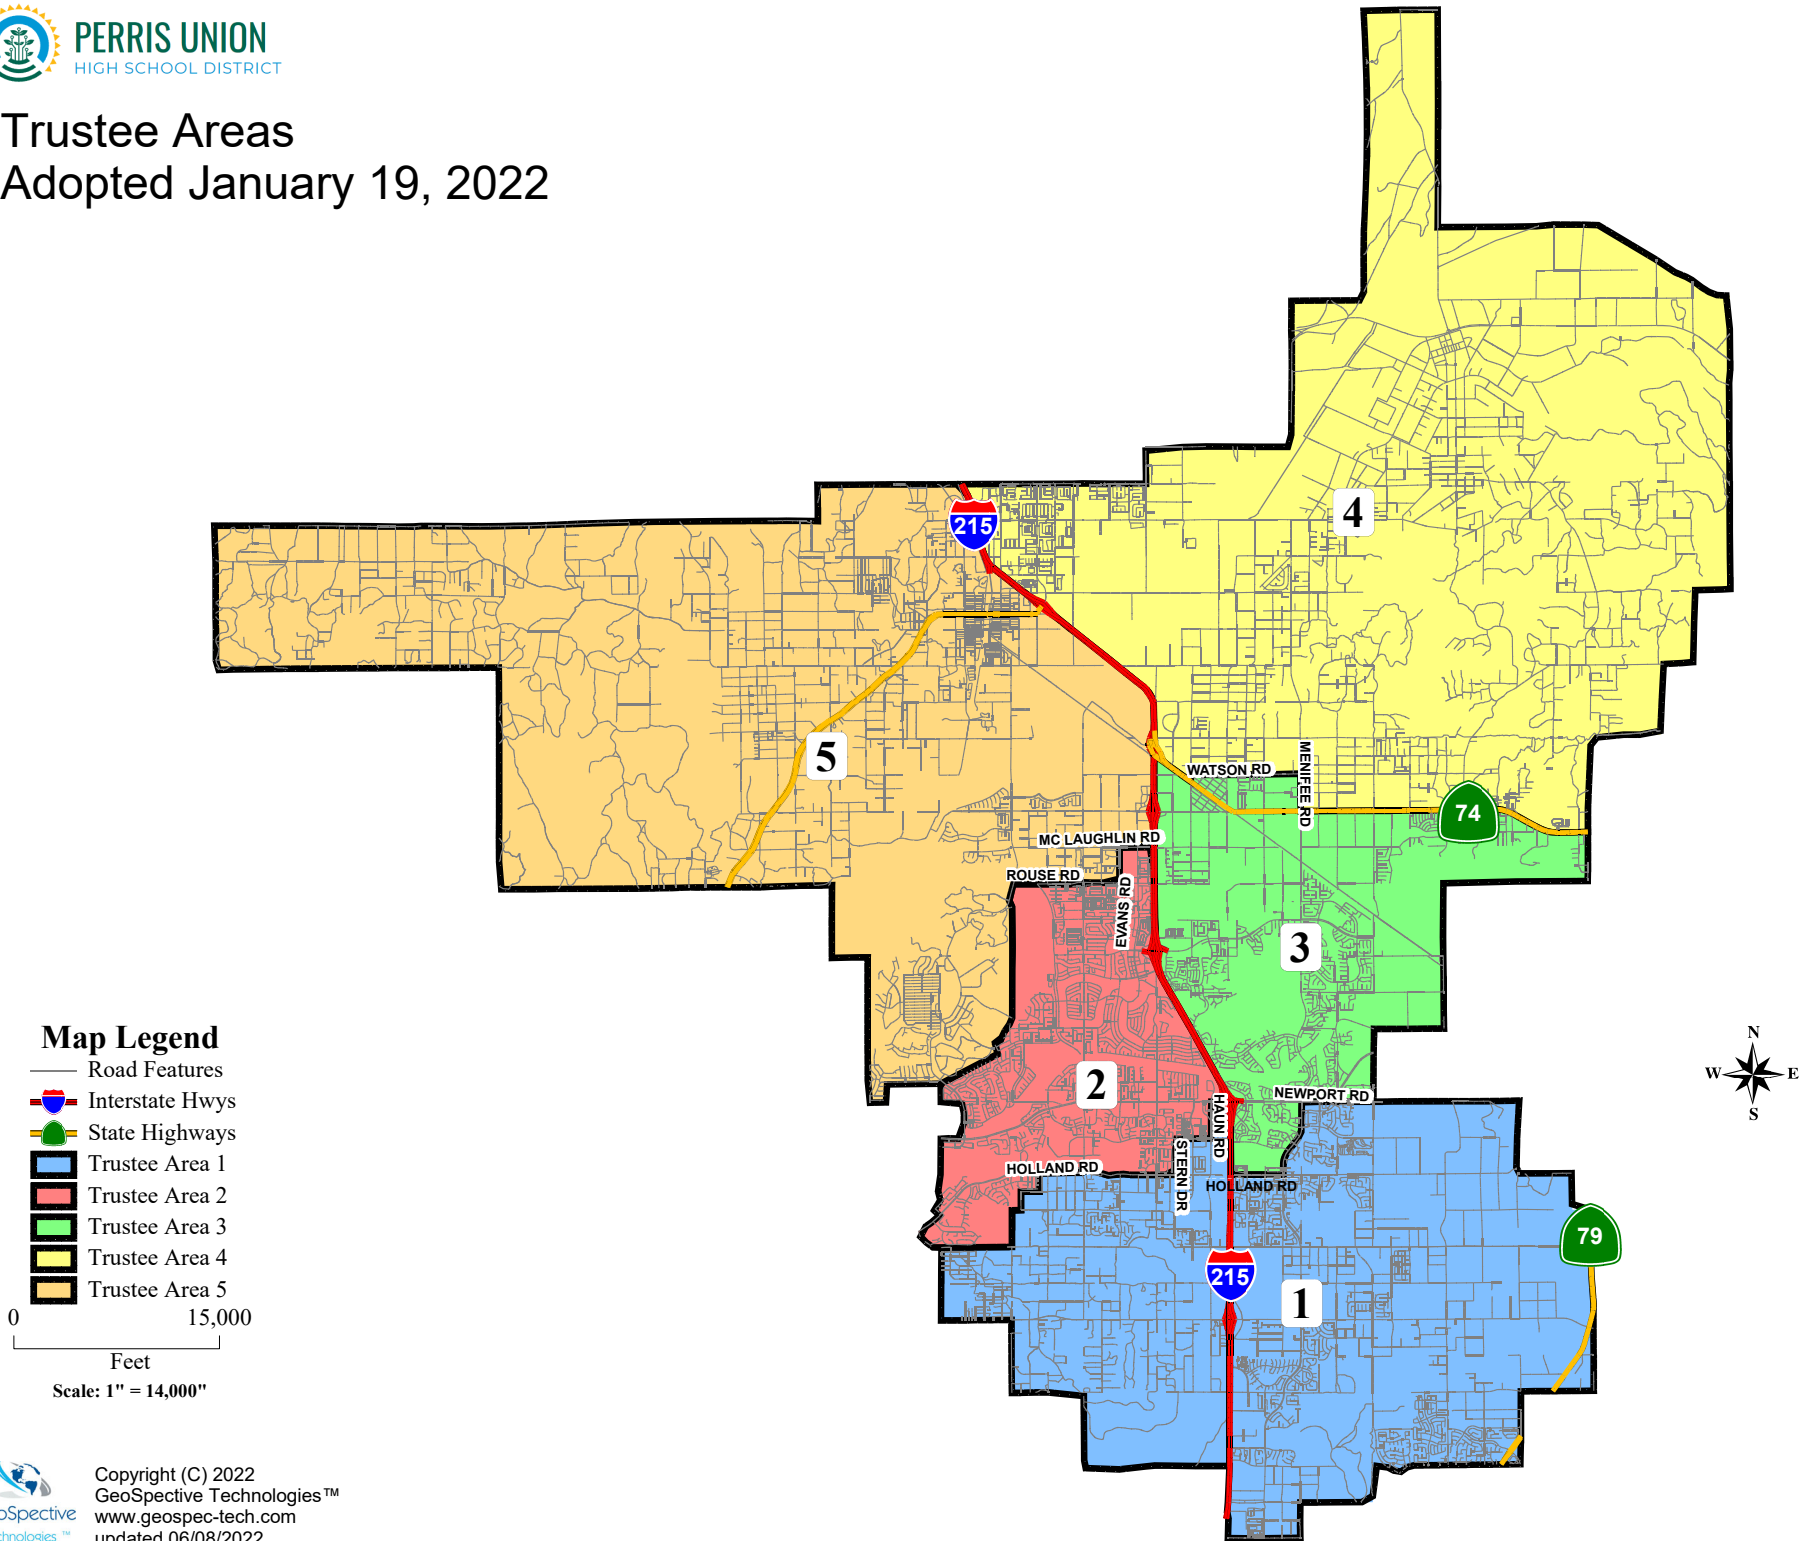 PERRIS UNION
HIGH SCHOOL DISTRICT
Trustee Areas
Adopted January 19, 2022
4
215
5
WATSON RD
MENIFEE RD
74
MC LAUGHLIN RD
ROUSE RD
EVANS RD
3
2
NEWPORT RD
HAUN RD
STERN DR
HOLLAND RD
HOLLAND RD
79
215
1
N
W E
S
Map Legend
Road Features
Interstate Hwys
State Highways
Trustee Area 1
Trustee Area 2
Trustee Area 3
Trustee Area 4
Trustee Area 5
0 15,000
Feet
Scale: 1" = 14,000"
oSpective
chnologies ™
Copyright (C) 2022
GeoSpective Technologies™
www.geospec-tech.com
updated 06/08/2022